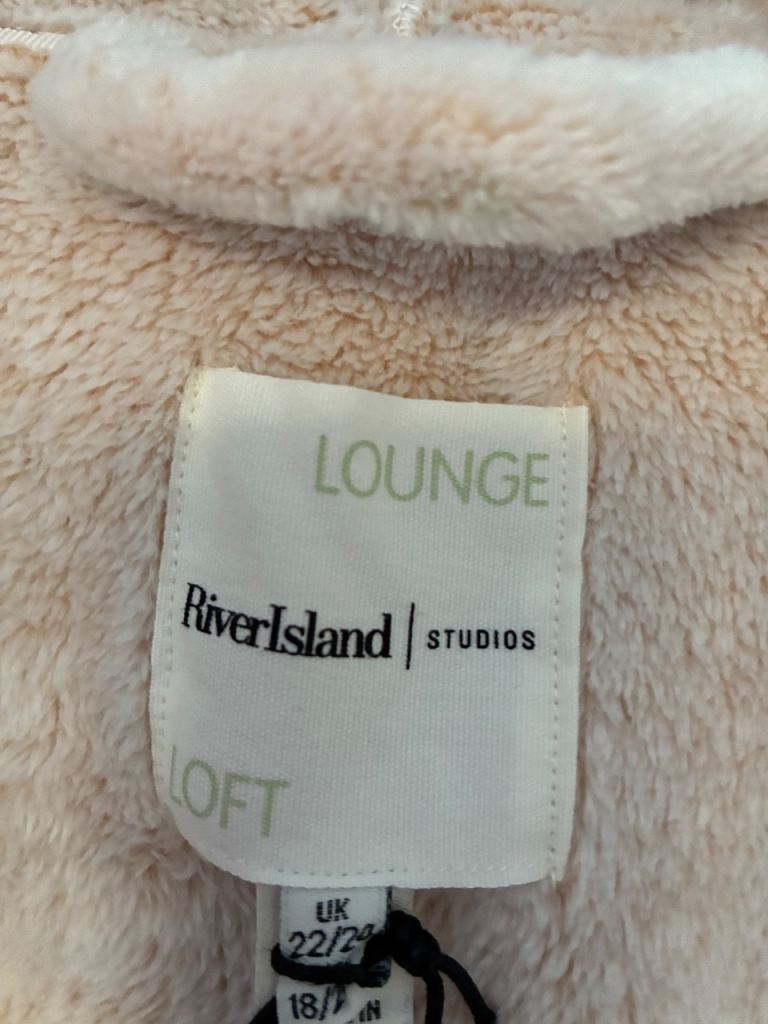 LOUNGE
RiverIsland | STUDIOS
LOFT
UK